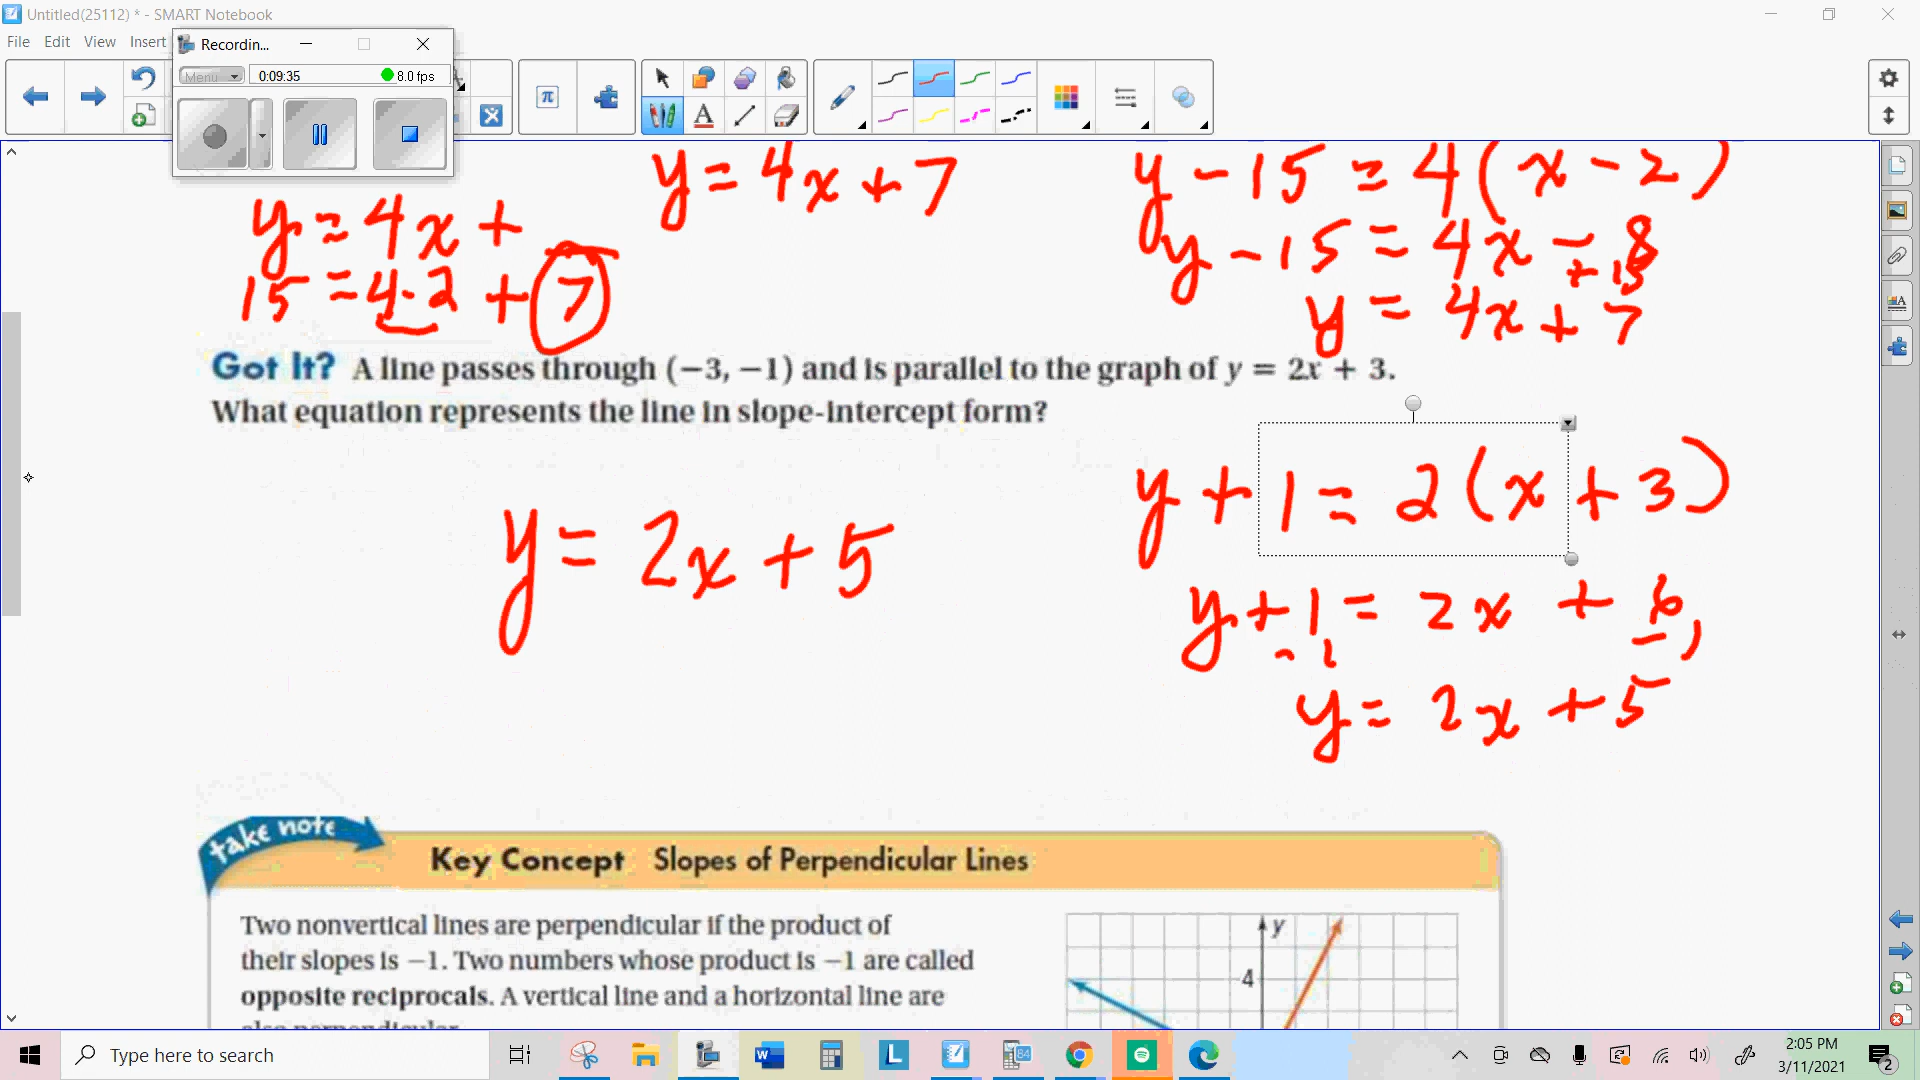 Untitled(25112) * - SMART Notebook
File Edit View Insert
Recordin...
Menu 0:09:35 8.0 fps
π
A
y = 4x + 7
y - 15 = 4(x - 2)
y = 4x +
y - 15 = 4x - 8
+ 15
15 = 4·2 + 7
y = 4x + 7
Got It? A line passes through (−3, −1) and is parallel to the graph of y = 2x + 3.
What equation represents the line in slope-intercept form?
y + 1 = 2(x + 3)
y = 2x + 5
y + 1 = 2x + 6
- 1 - 1
y = 2x + 5
take note
Key Concept Slopes of Perpendicular Lines
Two nonvertical lines are perpendicular if the product of
their slopes is −1. Two numbers whose product is −1 are called
opposite reciprocals. A vertical line and a horizontal line are
also perpendicular.
y
4
Type here to search
W
L
84
2:05 PM
3/11/2021
2